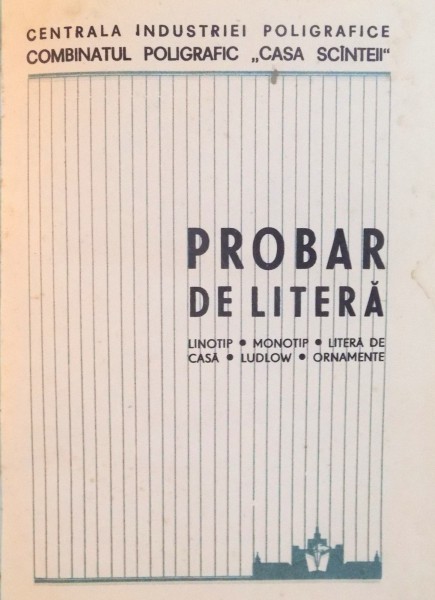 CENTRALA INDUSTRIEI POLIGRAFICE
COMBINATUL POLIGRAFIC „CASA SCÎNTEII“
PROBAR
DE LITERĂ
LINOTIP • MONOTIP • LITERĂ DE
CASĂ • LUDLOW • ORNAMENTE